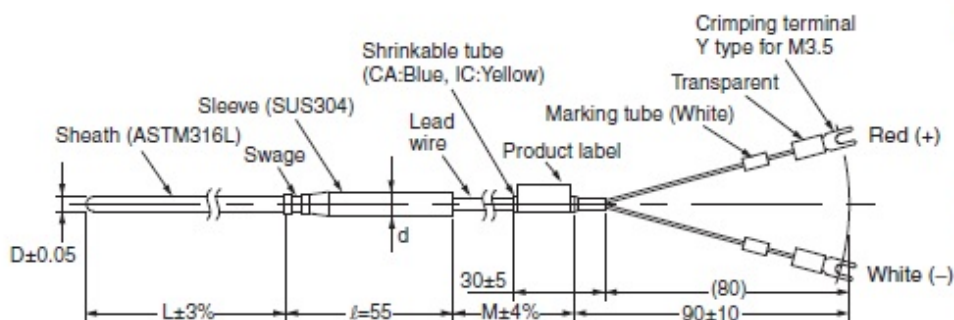 Crimping terminal
Y type for M3.5
Shrinkable tube
(CA:Blue, IC:Yellow)
Transparent
Sleeve (SUS304)
Marking tube (White)
Lead
wire
Sheath (ASTM316L)
Swage
Product label
Red (+)
D±0.05
d
30±5
(80)
White (–)
L±3%
ℓ=55
M±4%
90±10